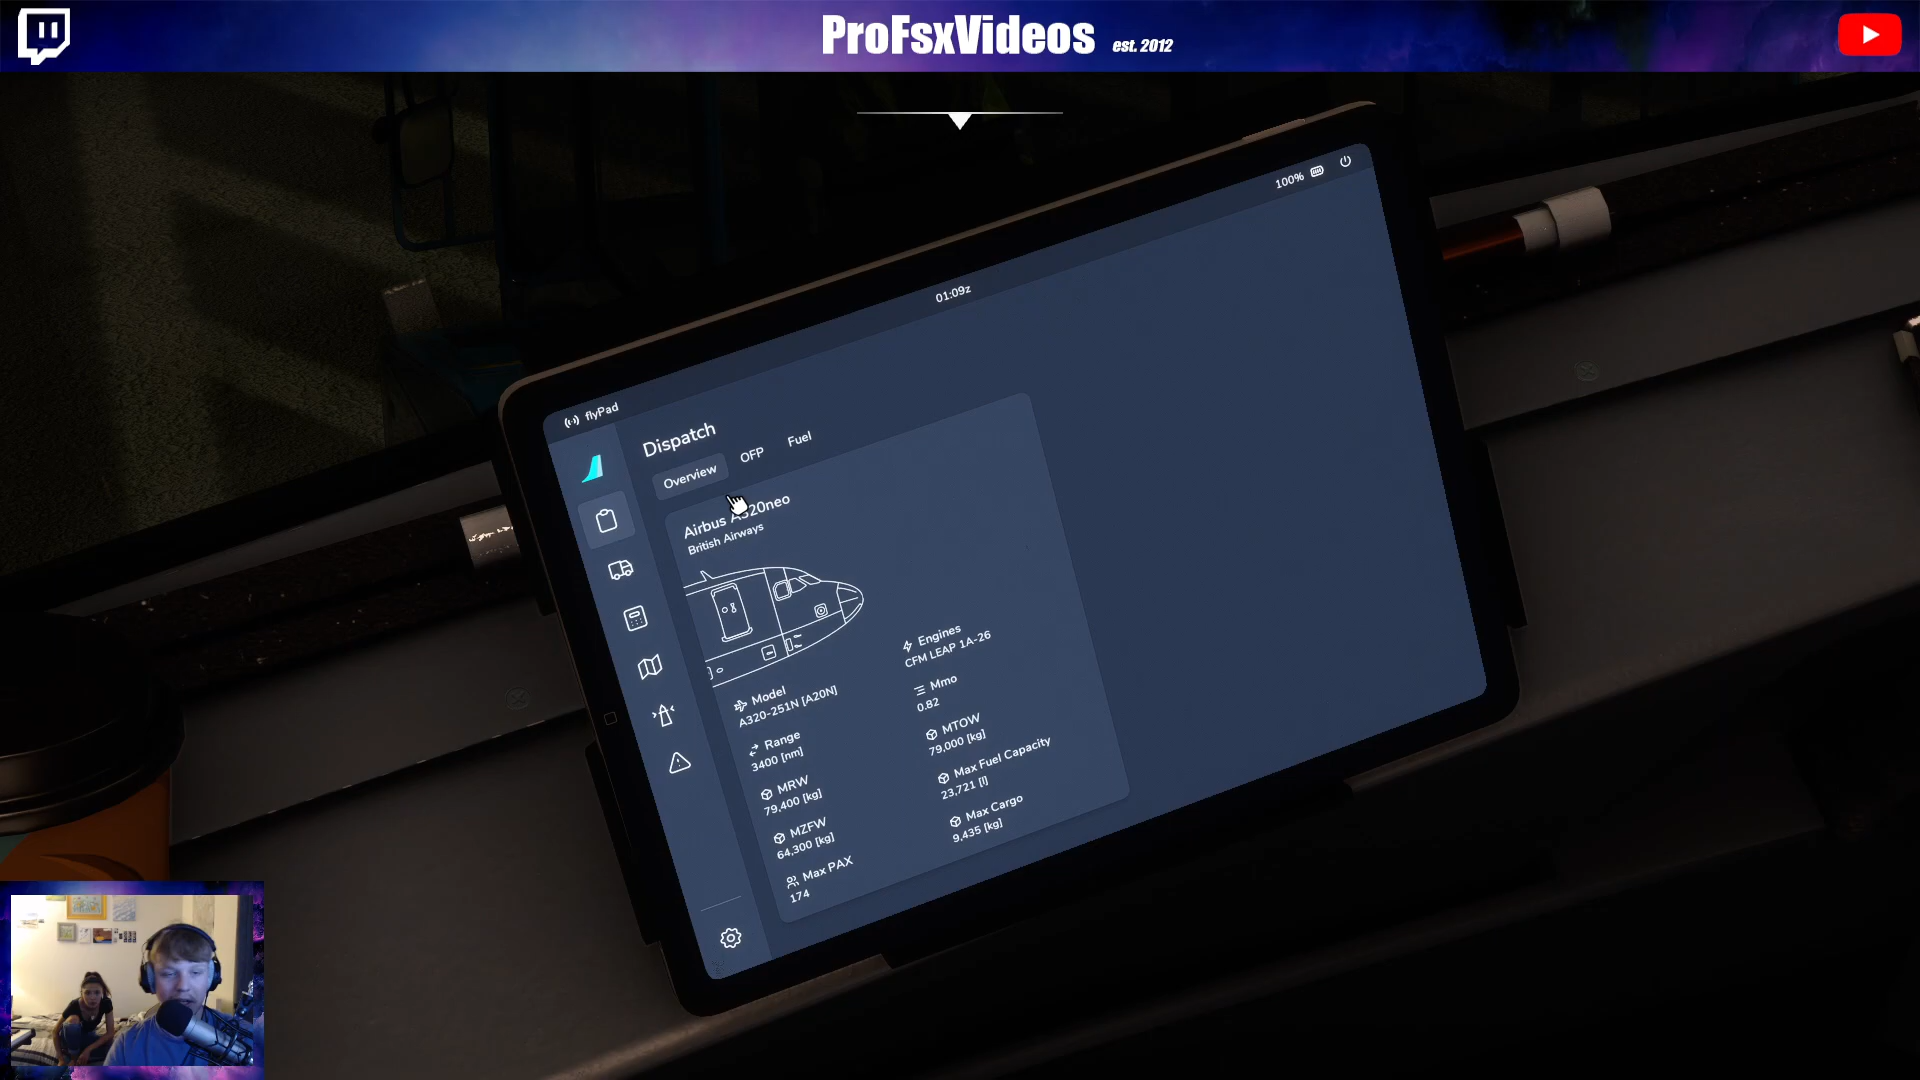 ProFsxVideos est. 2012
100%
01:09z
flyPad
Dispatch
Overview OFP Fuel
Airbus A320neo
British Airways
Engines
CFM LEAP 1A-26
Model
A320-251N [A20N]
Mmo
0.82
Range
3400 [nm]
MTOW
79,000 [kg]
MRW
79,400 [kg]
Max Fuel Capacity
23,721 [l]
MZFW
64,300 [kg]
Max Cargo
9,435 [kg]
Max PAX
174